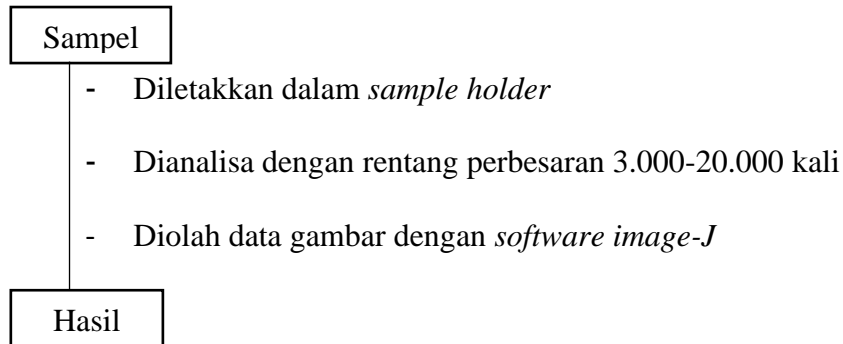 Sampel
- Diletakkan dalam sample holder
- Dianalisa dengan rentang perbesaran 3.000-20.000 kali
- Diolah data gambar dengan software image-J
Hasil